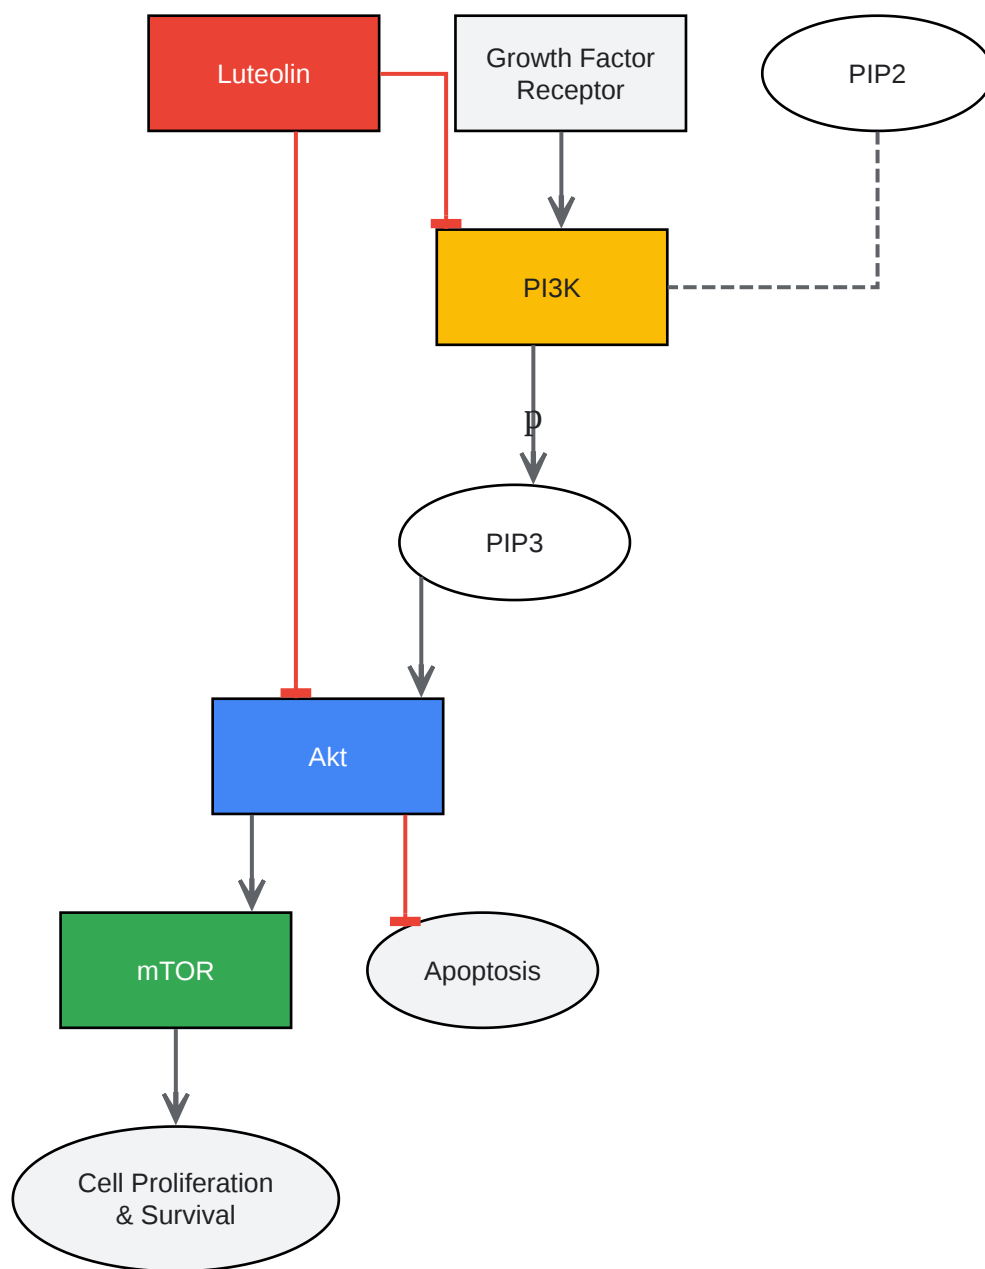 Luteolin
Growth Factor
Receptor
PIP2
PI3K
p
PIP3
Akt
mTOR
Apoptosis
Cell Proliferation
& Survival